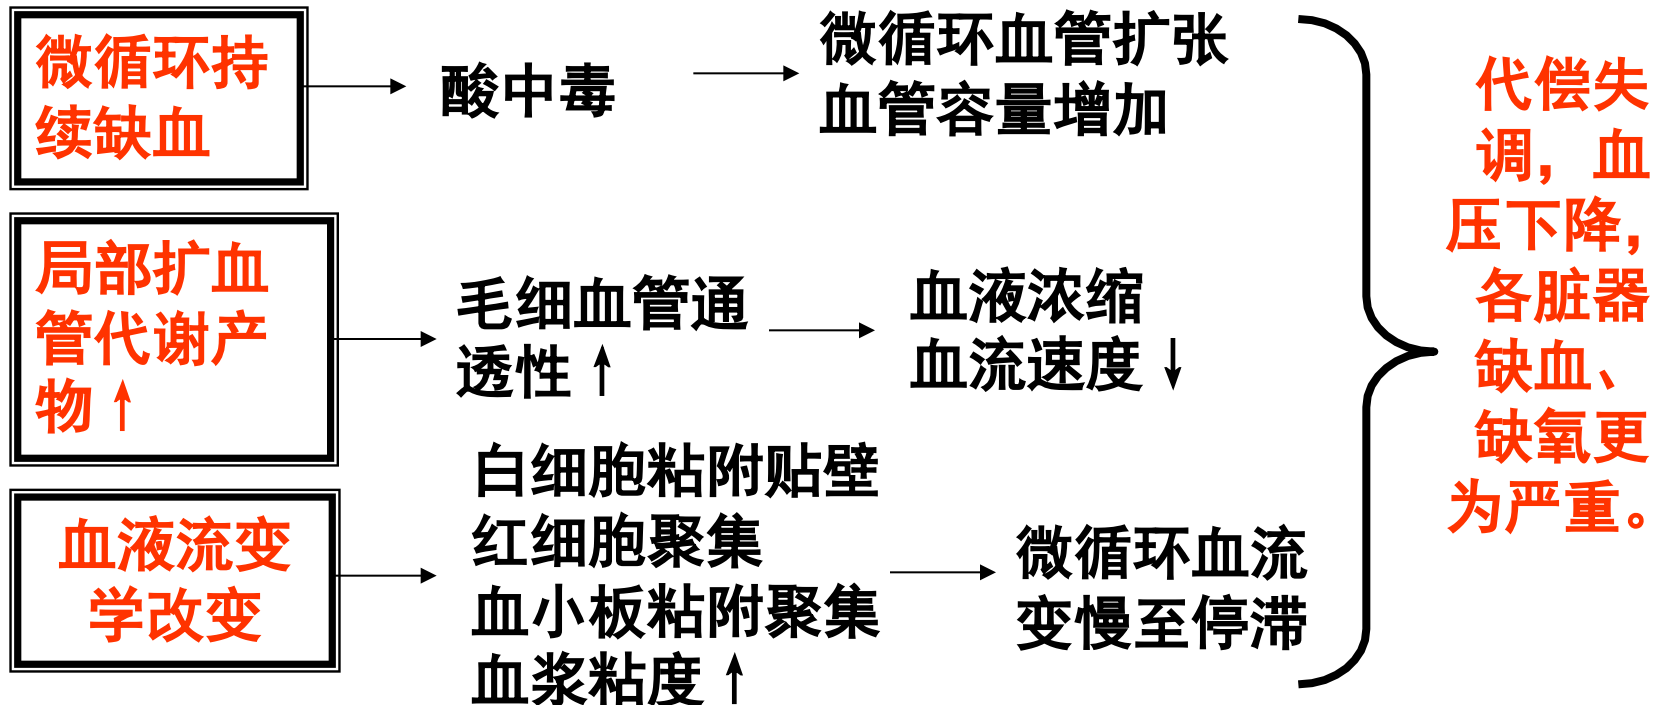 微循环持
续缺血
酸中毒
微循环血管扩张
血管容量增加
局部扩血
管代谢产
物↑
毛细血管通
透性↑
血液浓缩
血流速度↓
血液流变
学改变
白细胞粘附贴壁
红细胞聚集
血小板粘附聚集
血浆粘度↑
微循环血流
变慢至停滞
代偿失
调，血
压下降，
各脏器
缺血、
缺氧更
为严重。